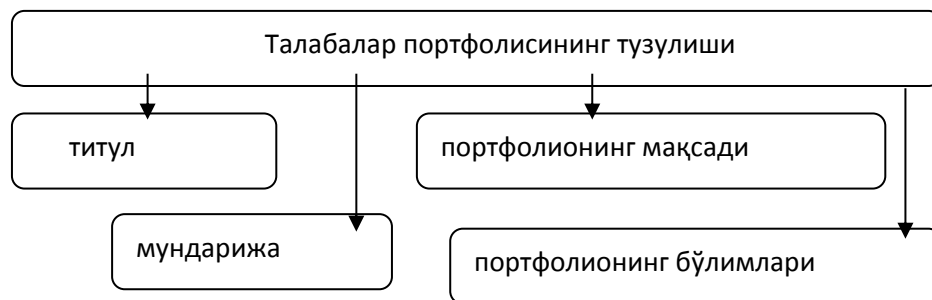 Талабалар портфолисининг тузулиши
титул
портфолионинг мақсади
мундарижа
портфолионинг бўлимлари